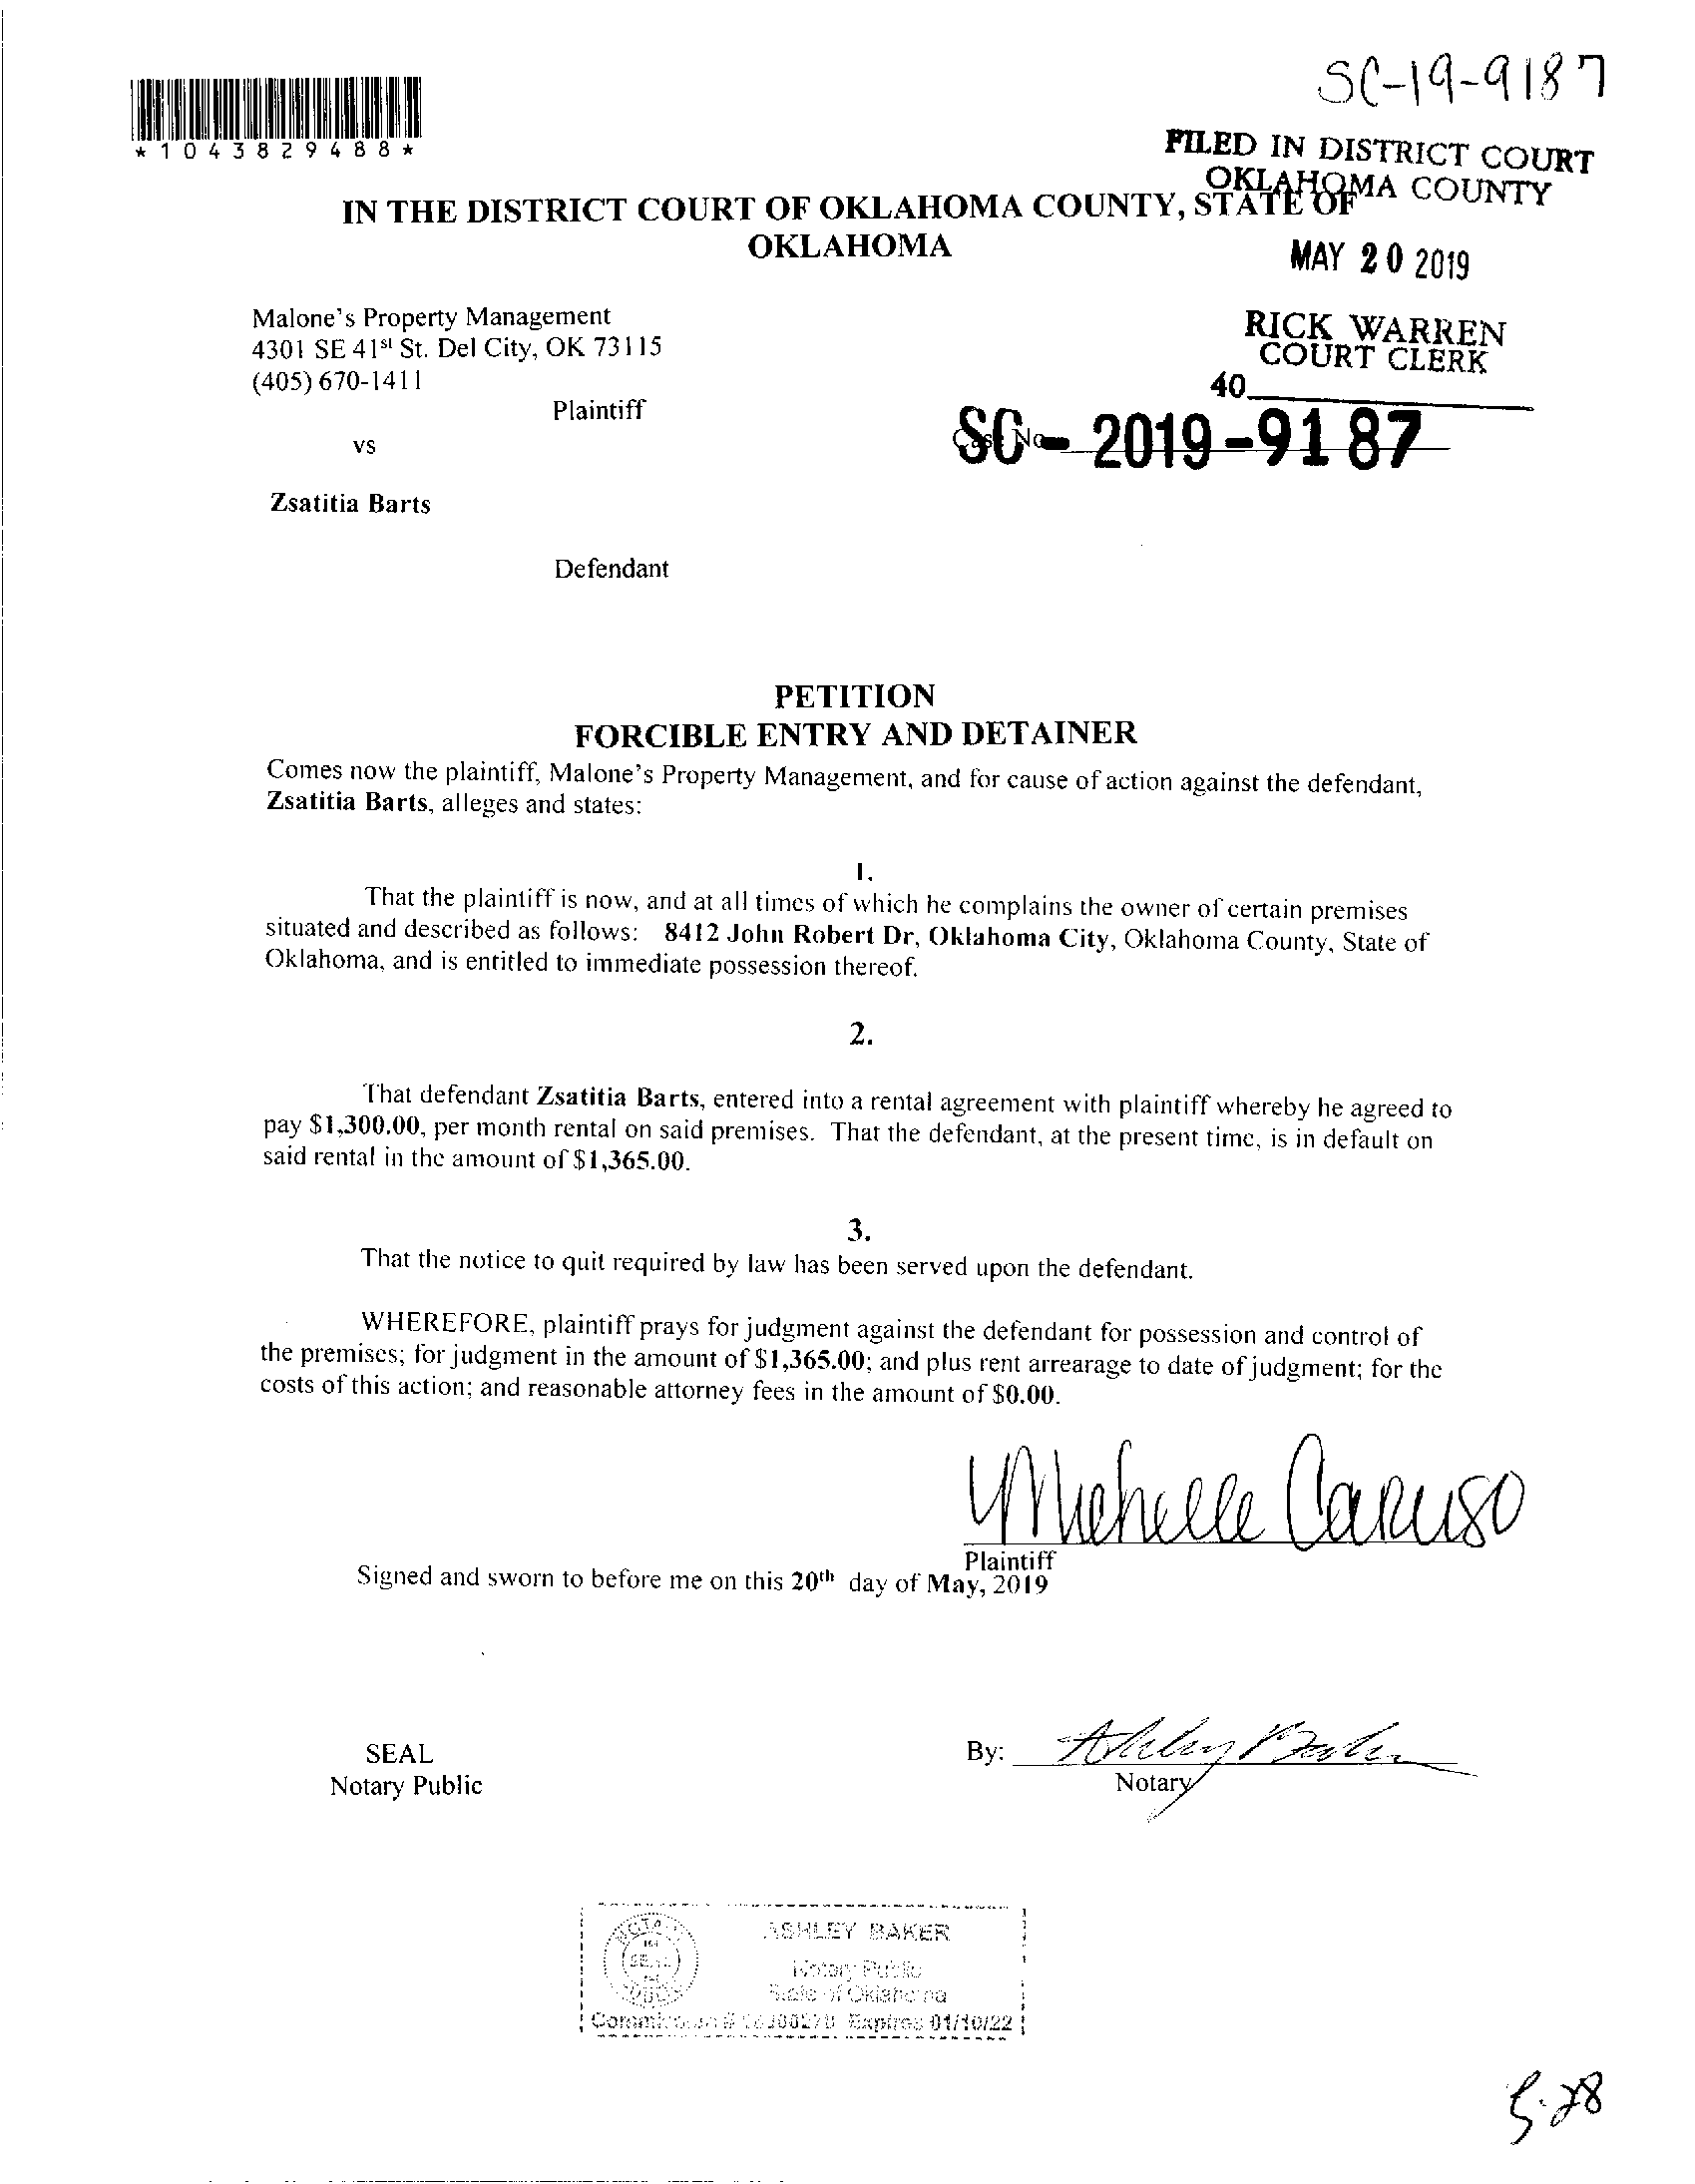 SC-19-9187
*1043829488*
FILED IN DISTRICT COURT
OKLAHOMA COUNTY
IN THE DISTRICT COURT OF OKLAHOMA COUNTY, STATE OF
OKLAHOMA
MAY 20 2019
Malone's Property Management
4301 SE 41st St. Del City, OK 73115
(405) 670-1411
RICK WARREN
COURT CLERK
40
Plaintiff
vs
Case No.
SC - 2019 - 9187
Zsatitia Barts
Defendant
PETITION
FORCIBLE ENTRY AND DETAINER
Comes now the plaintiff, Malone's Property Management, and for cause of action against the defendant,
Zsatitia Barts, alleges and states:
1.
That the plaintiff is now, and at all times of which he complains the owner of certain premises
situated and described as follows: 8412 John Robert Dr, Oklahoma City, Oklahoma County, State of
Oklahoma, and is entitled to immediate possession thereof.
2.
That defendant Zsatitia Barts, entered into a rental agreement with plaintiff whereby he agreed to
pay $1,300.00, per month rental on said premises. That the defendant, at the present time, is in default on
said rental in the amount of $1,365.00.
3.
That the notice to quit required by law has been served upon the defendant.
WHEREFORE, plaintiff prays for judgment against the defendant for possession and control of
the premises; for judgment in the amount of $1,365.00; and plus rent arrearage to date of judgment; for the
costs of this action; and reasonable attorney fees in the amount of $0.00.
Michelle Caruso
Plaintiff
Signed and sworn to before me on this 20th day of May, 2019
SEAL
Notary Public
By: Ashley Baker
Notary
ASHLEY BAKER
Notary Public
State of Oklahoma
Commission # Expires 01/10/22
5-28